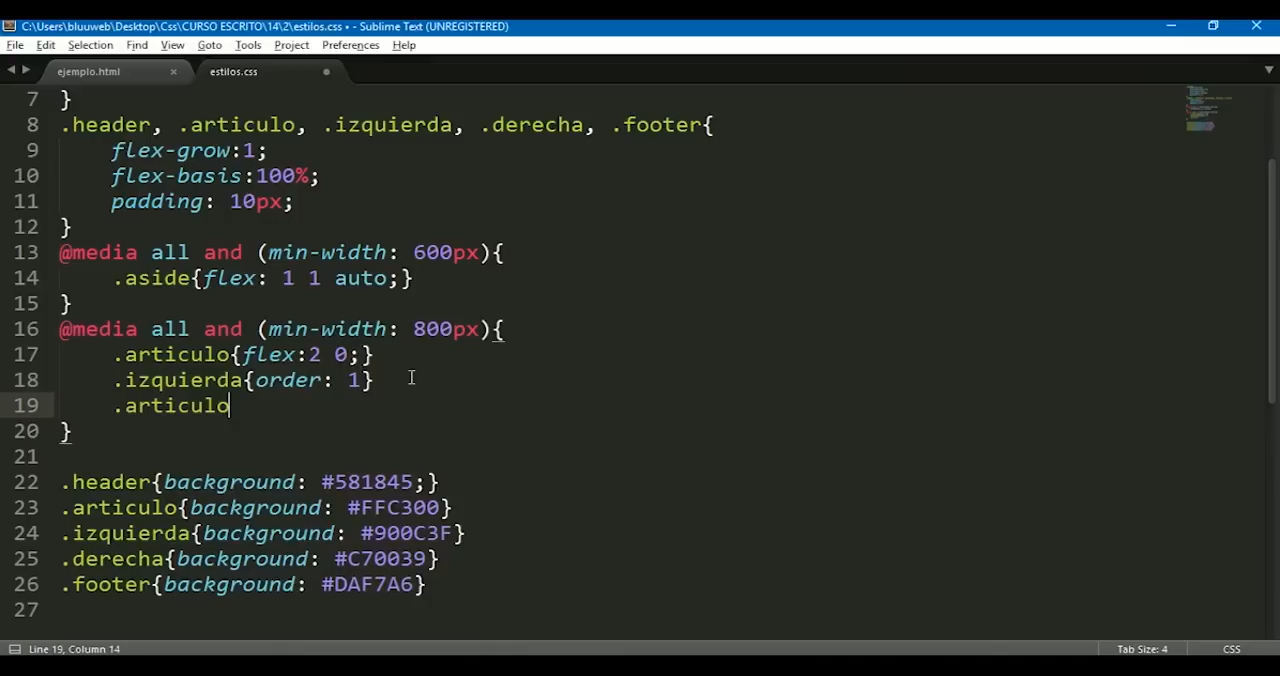 C:\Users\bluuweb\Desktop\Css\CURSO ESCRITO\14\2\estilos.css • - Sublime Text (UNREGISTERED)
File Edit Selection Find View Goto Tools Project Preferences Help
ejemplo.html estilos.css
7 }
8 .header, .articulo, .izquierda, .derecha, .footer{
9 flex-grow:1;
10 flex-basis:100%;
11 padding: 10px;
12 }
13 @media all and (min-width: 600px){
14 .aside{flex: 1 1 auto;}
15 }
16 @media all and (min-width: 800px){
17 .articulo{flex:2 0;}
18 .izquierda{order: 1}
19 .articulo
20 }
21
22 .header{background: #581845;}
23 .articulo{background: #FFC300}
24 .izquierda{background: #900C3F}
25 .derecha{background: #C70039}
26 .footer{background: #DAF7A6}
27
Line 19, Column 14 Tab Size: 4 CSS